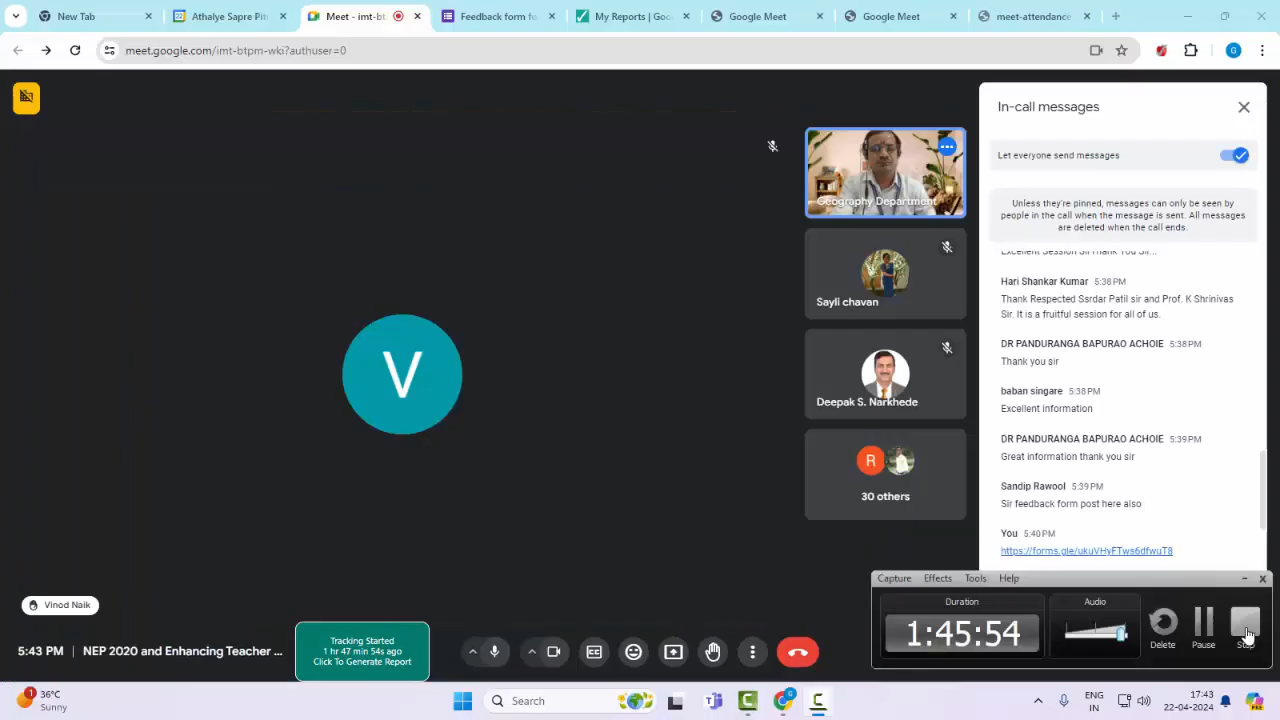 New Tab
Athalye Sapre Pit
Meet - imt-bt
Feedback form fo
My Reports | Goo
Google Meet
Google Meet
meet-attendance
meet.google.com/imt-btpm-wki?authuser=0
G
In-call messages
Let everyone send messages
Unless they're pinned, messages can only be seen by
people in the call when the message is sent. All messages
are deleted when the call ends.
Excellent Session Sir Thank You Sir...
Hari Shankar Kumar 5:38 PM
Thank Respected Ssrdar Patil sir and Prof. K Shrinivas
Sir. It is a fruitful session for all of us.
DR PANDURANGA BAPURAO ACHOIE 5:38 PM
Thank you sir
baban singare 5:38 PM
Excellent information
DR PANDURANGA BAPURAO ACHOIE 5:39 PM
Great information thank you sir
Sandip Rawool 5:39 PM
Sir feedback form post here also
You 5:40 PM
https://forms.gle/ukuVHyFTws6dfwuT8
Geography Department
Sayli chavan
Deepak S. Narkhede
R
30 others
V
Vinod Naik
5:43 PM | NEP 2020 and Enhancing Teacher ...
Tracking Started
1 hr 47 min 54s ago
Click To Generate Report
Capture Effects Tools Help
Duration
1:45:54
Audio
Delete
Pause
Stop
1
36°C
Sunny
Search
G
ENG
IN
17:43
22-04-2024